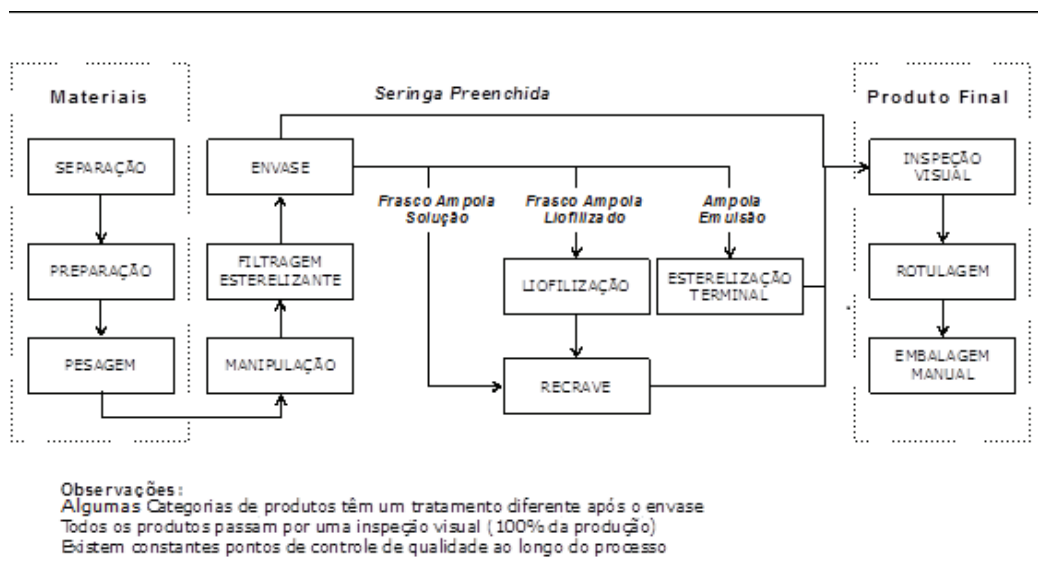 Materiais
SEPARAÇÃO
PREPARAÇÃO
PESAGEM
Seringa Preenchida
ENVASE
FILTRAGEM
ESTERELIZANTE
MANIPULAÇÃO
Frasco Ampola
Solução
Frasco Ampola
Liofilizado
Ampola
Emulsão
LIOFILIZAÇÃO
ESTERELIZAÇÃO
TERMINAL
RECRAVE
Produto Final
INSPEÇÃO
VISUAL
ROTULAGEM
EMBALAGEM
MANUAL
Observações:
Algumas Categorias de produtos têm um tratamento diferente após o envase
Todos os produtos passam por uma inspeção visual (100% da produção)
Existem constantes pontos de controle de qualidade ao longo do processo